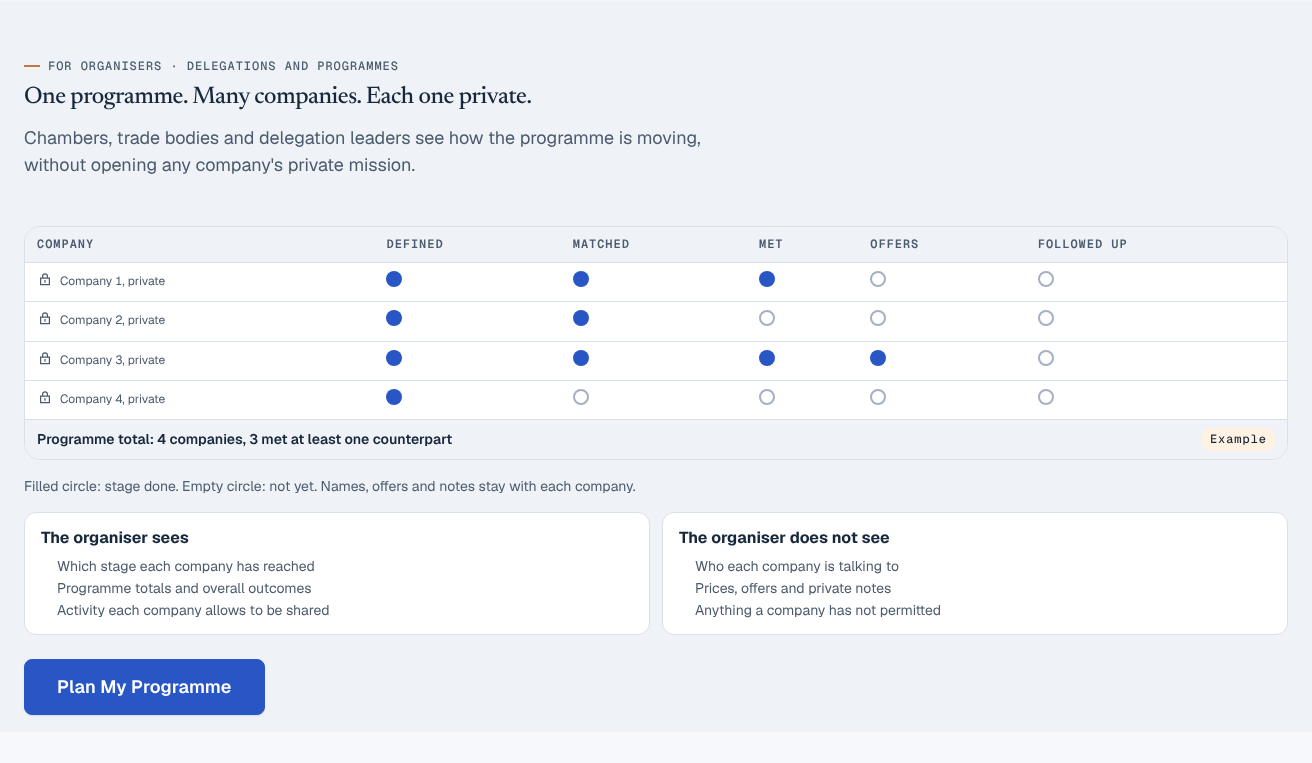 FOR ORGANISERS · DELEGATIONS AND PROGRAMMES
One programme. Many companies. Each one private.
Chambers, trade bodies and delegation leaders see how the programme is moving,
without opening any company's private mission.
COMPANY DEFINED MATCHED MET OFFERS FOLLOWED UP
Company 1, private
Company 2, private
Company 3, private
Company 4, private
Programme total: 4 companies, 3 met at least one counterpart Example
Filled circle: stage done. Empty circle: not yet. Names, offers and notes stay with each company.
The organiser sees
Which stage each company has reached
Programme totals and overall outcomes
Activity each company allows to be shared
The organiser does not see
Who each company is talking to
Prices, offers and private notes
Anything a company has not permitted
Plan My Programme